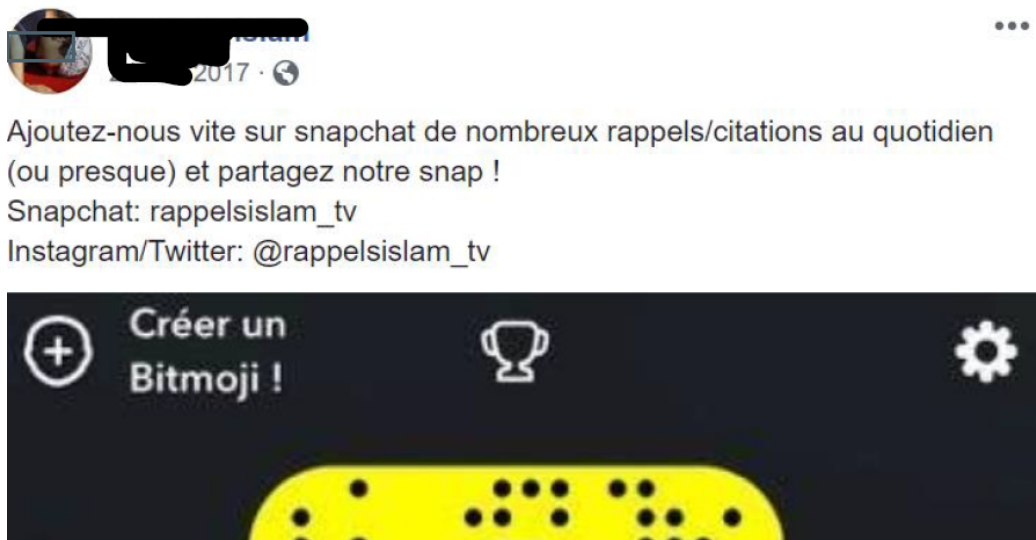 2017
Ajoutez-nous vite sur snapchat de nombreux rappels/citations au quotidien
(ou presque) et partagez notre snap !
Snapchat: rappelsislam_tv
Instagram/Twitter: @rappelsislam_tv
Créer un
Bitmoji !